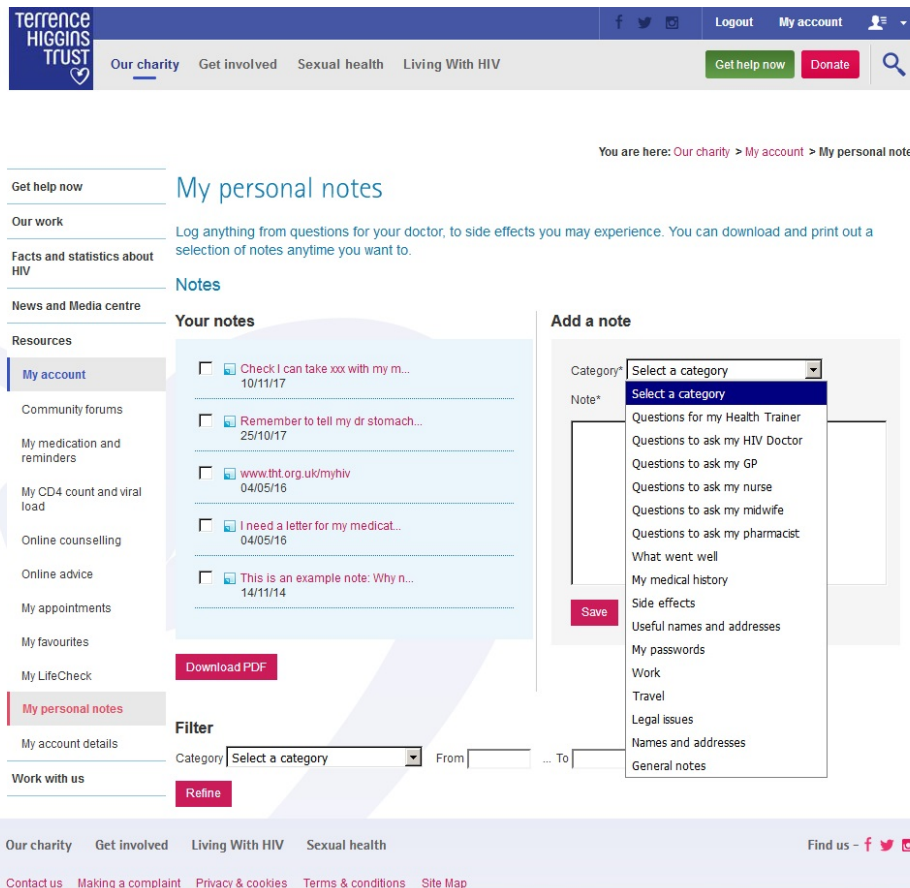 Terrence
HIGGINS
TRUST
Logout My account
Our charity Get involved Sexual health Living With HIV
Get help now Donate
You are here: Our charity > My account > My personal note
Get help now
Our work
Facts and statistics about
HIV
News and Media centre
Resources
My account
Community forums
My medication and
reminders
My CD4 count and viral
load
Online counselling
Online advice
My appointments
My favourites
My LifeCheck
My personal notes
My account details
Work with us
My personal notes
Log anything from questions for your doctor, to side effects you may experience. You can download and print out a
selection of notes anytime you want to.
Notes
Your notes
Check I can take xxx with my m...
10/11/17
Remember to tell my dr stomach...
25/10/17
www.tht.org.uk/myhiv
04/05/16
I need a letter for my medicat...
04/05/16
This is an example note: Why n...
14/11/14
Download PDF
Add a note
Category* Select a category
Note*
Select a category
Questions for my Health Trainer
Questions to ask my HIV Doctor
Questions to ask my GP
Questions to ask my nurse
Questions to ask my midwife
Questions to ask my pharmacist
What went well
My medical history
Side effects
Useful names and addresses
My passwords
Work
Travel
Legal issues
Names and addresses
General notes
Save
Filter
Category Select a category From ... To
Refine
Our charity Get involved Living With HIV Sexual health
Find us -
Contact us Making a complaint Privacy & cookies Terms & conditions Site Map